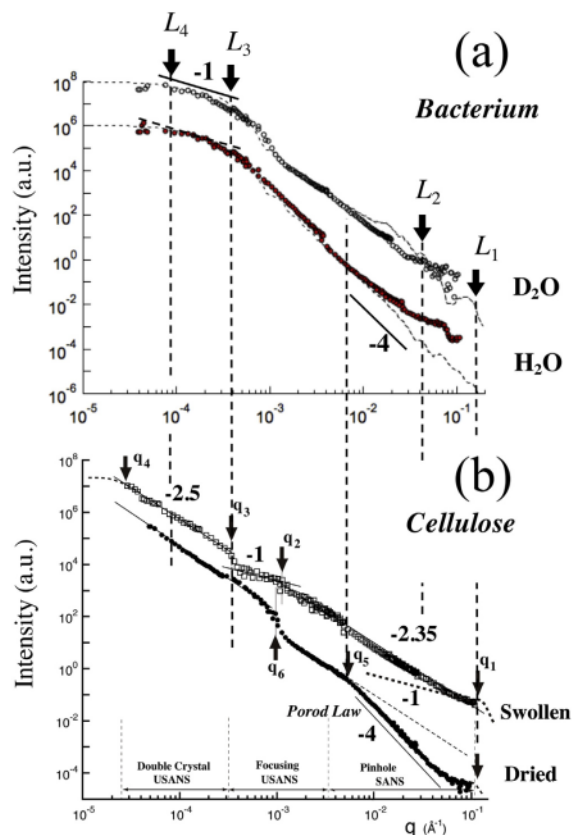 (a)
L4 L3
-1
Bacterium
10^8
10^6
10^4
10^2
10^0
10^-2
10^-4
10^-6
Intensity (a.u.)
L2
L1
D2O
-4
H2O
10^-5 10^-4 10^-3 10^-2 10^-1
(b)
q4
-2.5
Cellulose
q3
-1 q2
10^8
10^6
10^4
10^2
10^0
10^-2
10^-4
Intensity (a.u.)
-2.35
q6
q5
q1
-1
Swollen
Porod Law
-4
Dried
Double Crystal
USANS
Focusing
USANS
Pinhole
SANS
10^-5 10^-4 10^-3 10^-2 10^-1
q (Å^-1)